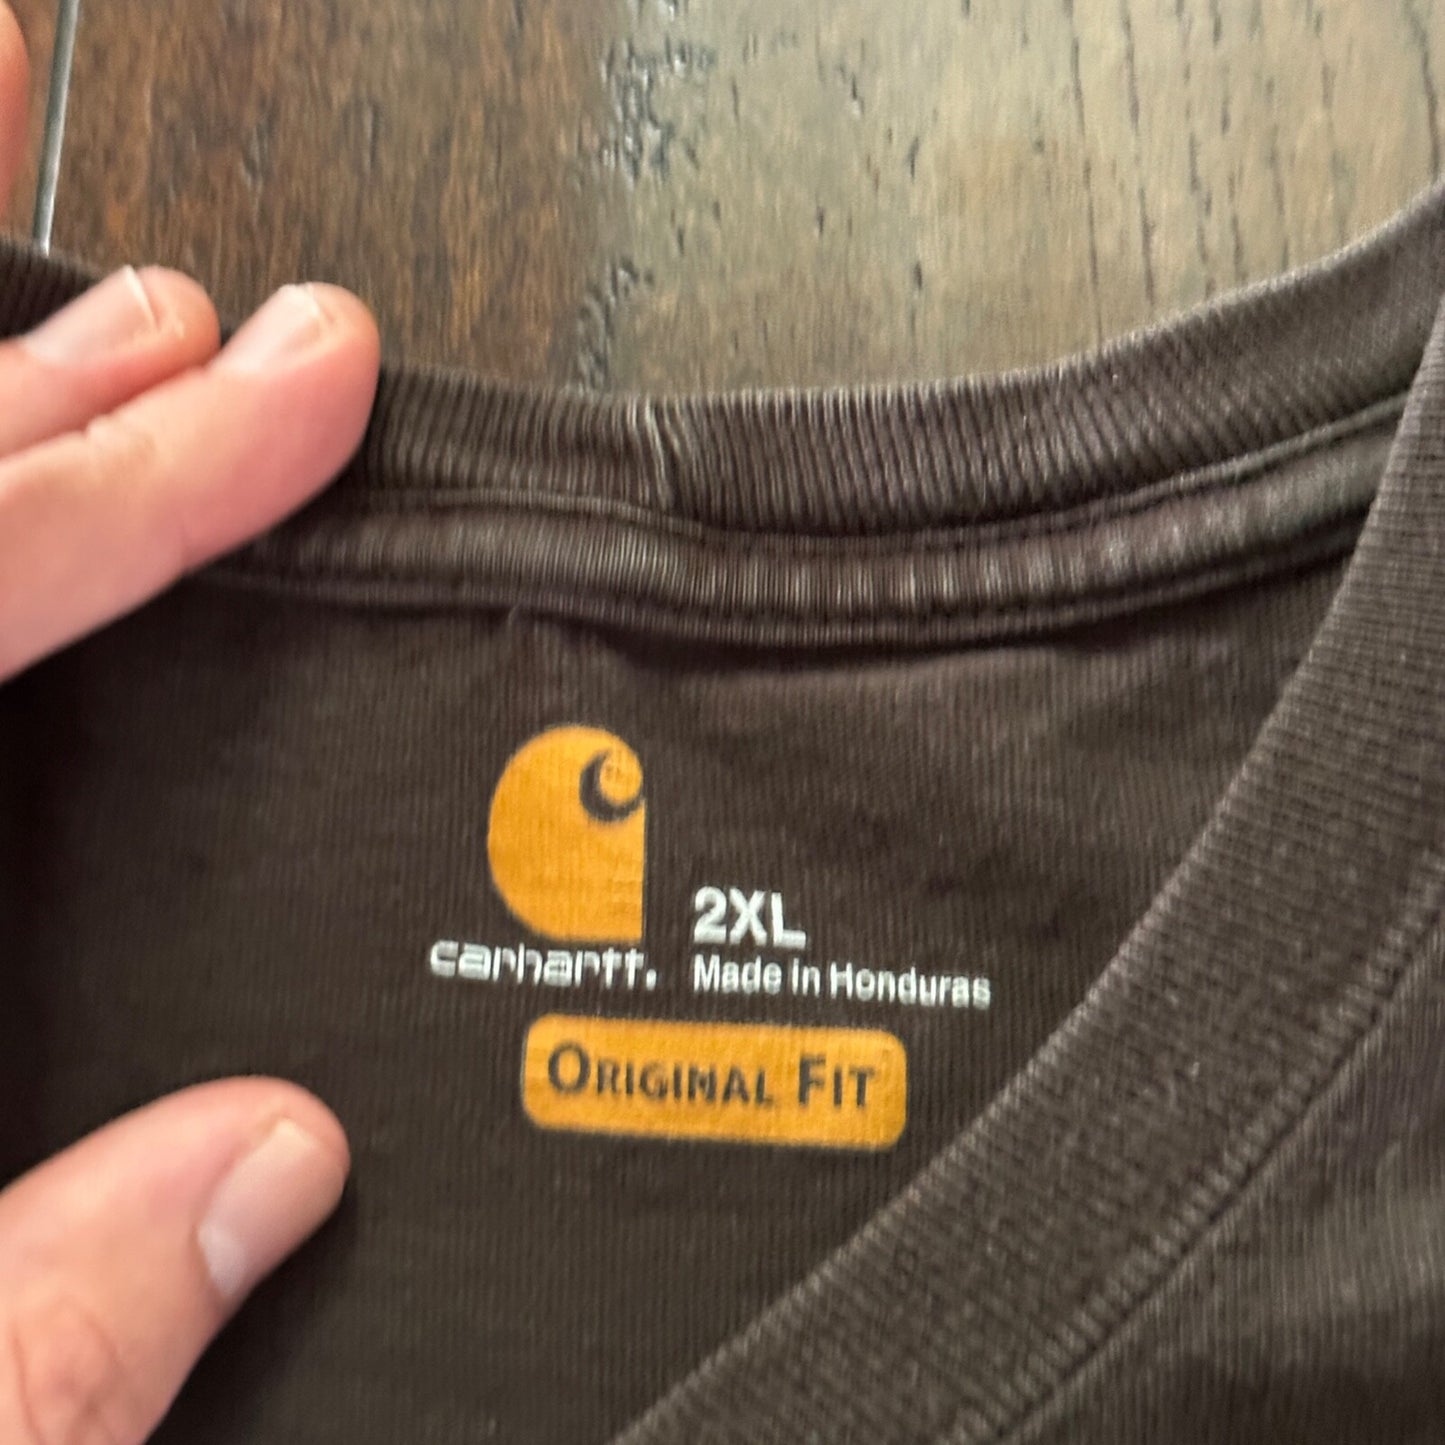 carhartt.
2XL
Made in Honduras
ORIGINAL FIT